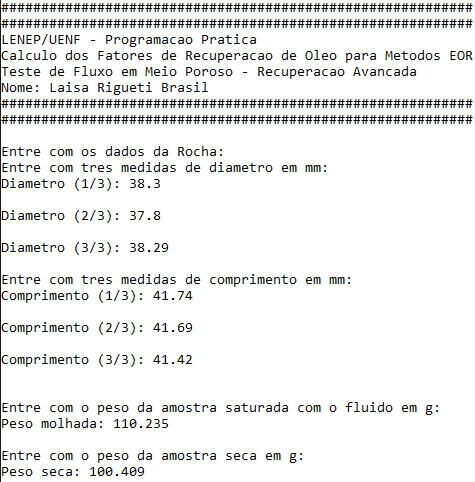 ###########################################################
###########################################################
LENEP/UENF - Programacao Pratica
Calculo dos Fatores de Recuperacao de Oleo para Metodos EOR
Teste de Fluxo em Meio Poroso - Recuperacao Avancada
Nome: Laisa Rigueti Brasil
###########################################################
###########################################################
Entre com os dados da Rocha:
Entre com tres medidas de diametro em mm:
Diametro (1/3): 38.3
Diametro (2/3): 37.8
Diametro (3/3): 38.29
Entre com tres medidas de comprimento em mm:
Comprimento (1/3): 41.74
Comprimento (2/3): 41.69
Comprimento (3/3): 41.42
Entre com o peso da amostra saturada com o fluido em g:
Peso molhada: 110.235
Entre com o peso da amostra seca em g:
Peso seca: 100.409